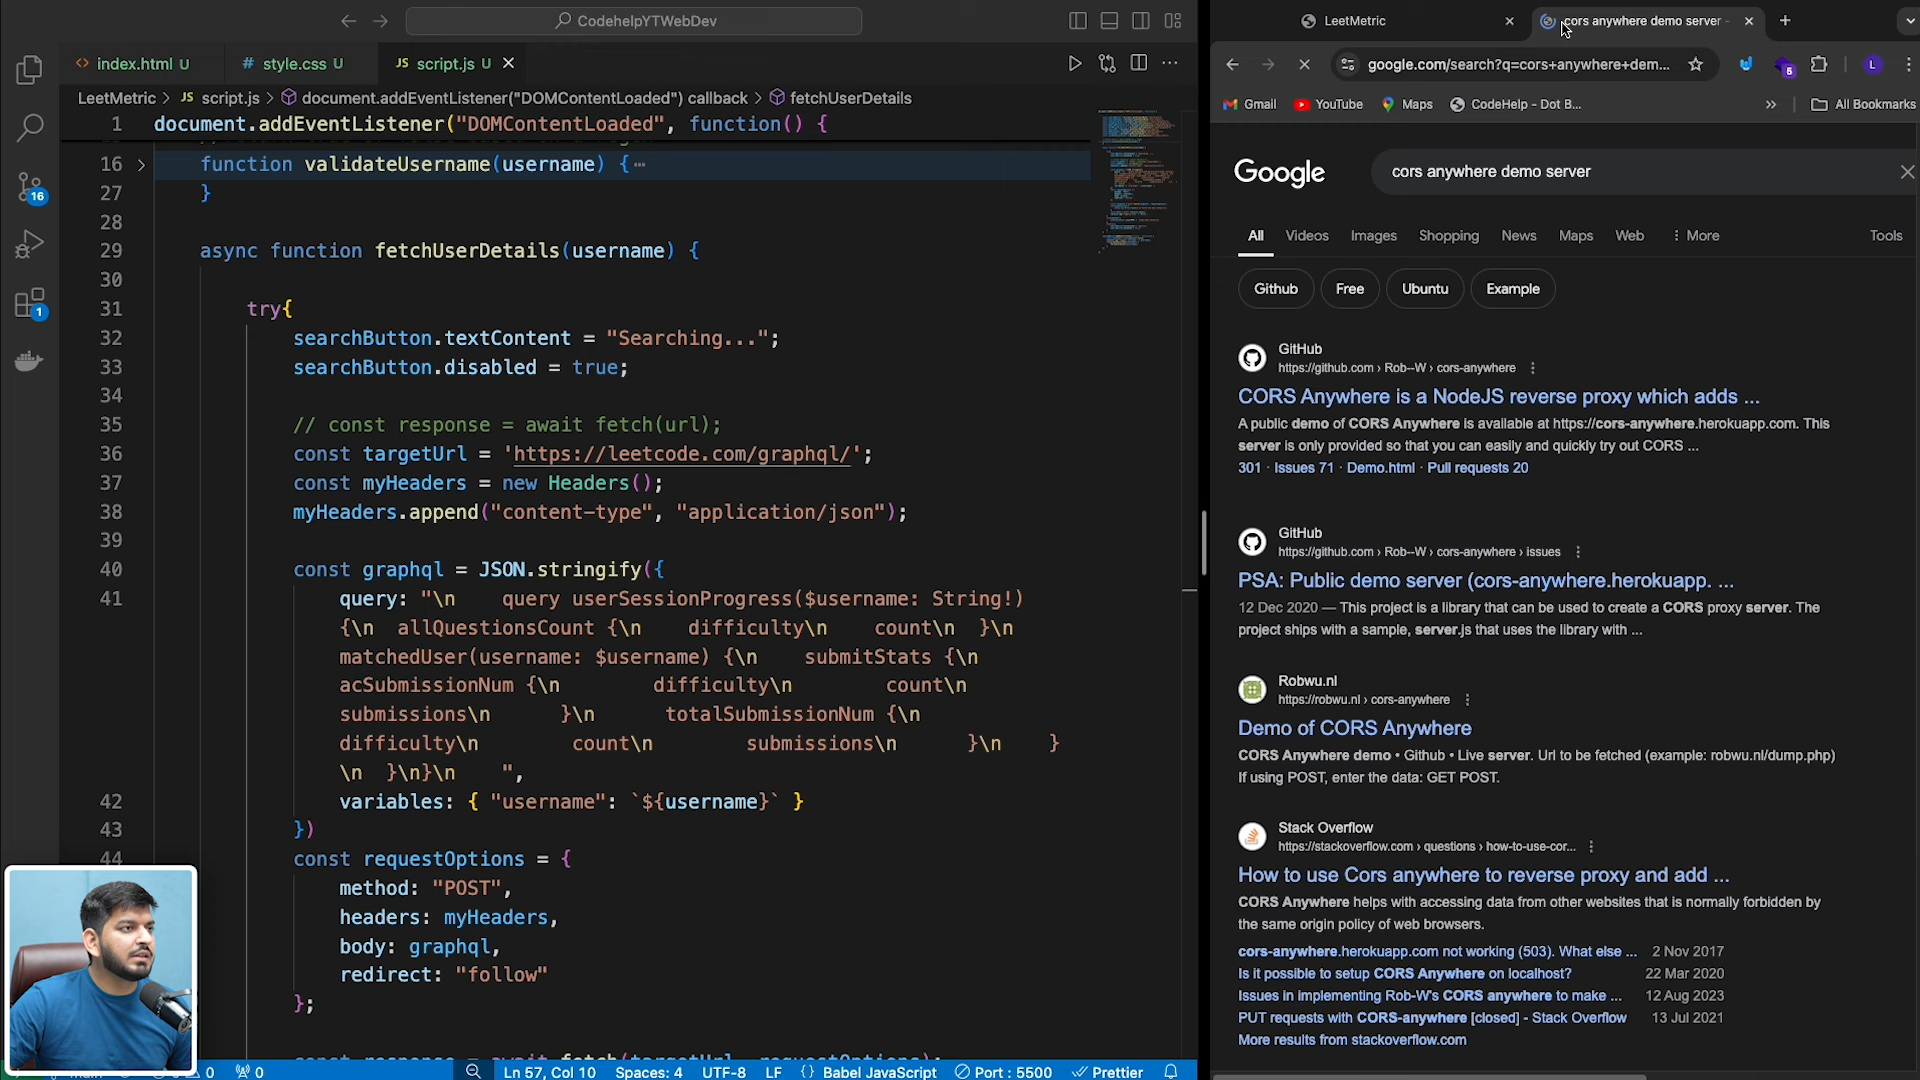 CodehelpYTWebDev
index.html U
style.css U
JS script.js U
LeetMetric > JS script.js > document.addEventListener("DOMContentLoaded") callback > fetchUserDetails
1 document.addEventListener("DOMContentLoaded", function() {
16 function validateUsername(username) {
27 }
28
29 async function fetchUserDetails(username) {
30
31 try{
32 searchButton.textContent = "Searching...";
33 searchButton.disabled = true;
34
35 // const response = await fetch(url);
36 const targetUrl = 'https://leetcode.com/graphql/';
37 const myHeaders = new Headers();
38 myHeaders.append("content-type", "application/json");
39
40 const graphql = JSON.stringify({
41 query: "\n query userSessionProgress($username: String!)
{\n allQuestionsCount {\n difficulty\n count\n }\n
matchedUser(username: $username) {\n submitStats {\n
acSubmissionNum {\n difficulty\n count\n
submissions\n }\n totalSubmissionNum {\n
difficulty\n count\n submissions\n }\n }
\n }\n}\n ",
42 variables: { "username": `${username}` }
43 })
44 const requestOptions = {
method: "POST",
headers: myHeaders,
body: graphql,
redirect: "follow"
};
const response = await fetch(targetUrl, requestOptions);
16
1
0
0
Ln 57, Col 10
Spaces: 4
UTF-8
LF
{} Babel JavaScript
Port : 5500
Prettier
LeetMetric
cors anywhere demo server -
google.com/search?q=cors+anywhere+dem...
5
L
Gmail
YouTube
Maps
CodeHelp - Dot B...
»
All Bookmarks
Google
cors anywhere demo server
All
Videos
Images
Shopping
News
Maps
Web
More
Tools
Github
Free
Ubuntu
Example
GitHub
https://github.com › Rob--W › cors-anywhere
CORS Anywhere is a NodeJS reverse proxy which adds ...
A public demo of CORS Anywhere is available at https://cors-anywhere.herokuapp.com. This
server is only provided so that you can easily and quickly try out CORS ...
301 · Issues 71 · Demo.html · Pull requests 20
GitHub
https://github.com › Rob--W › cors-anywhere › issues
PSA: Public demo server (cors-anywhere.herokuapp. ...
12 Dec 2020 — This project is a library that can be used to create a CORS proxy server. The
project ships with a sample, server.js that uses the library with ...
Robwu.nl
https://robwu.nl › cors-anywhere
Demo of CORS Anywhere
CORS Anywhere demo • Github • Live server. Url to be fetched (example: robwu.nl/dump.php)
If using POST, enter the data: GET POST.
Stack Overflow
https://stackoverflow.com › questions › how-to-use-cor...
How to use Cors anywhere to reverse proxy and add ...
CORS Anywhere helps with accessing data from other websites that is normally forbidden by
the same origin policy of web browsers.
cors-anywhere.herokuapp.com not working (503). What else ... 2 Nov 2017
Is it possible to setup CORS Anywhere on localhost? 22 Mar 2020
Issues in implementing Rob-W's CORS anywhere to make ... 12 Aug 2023
PUT requests with CORS-anywhere [closed] - Stack Overflow 13 Jul 2021
More results from stackoverflow.com